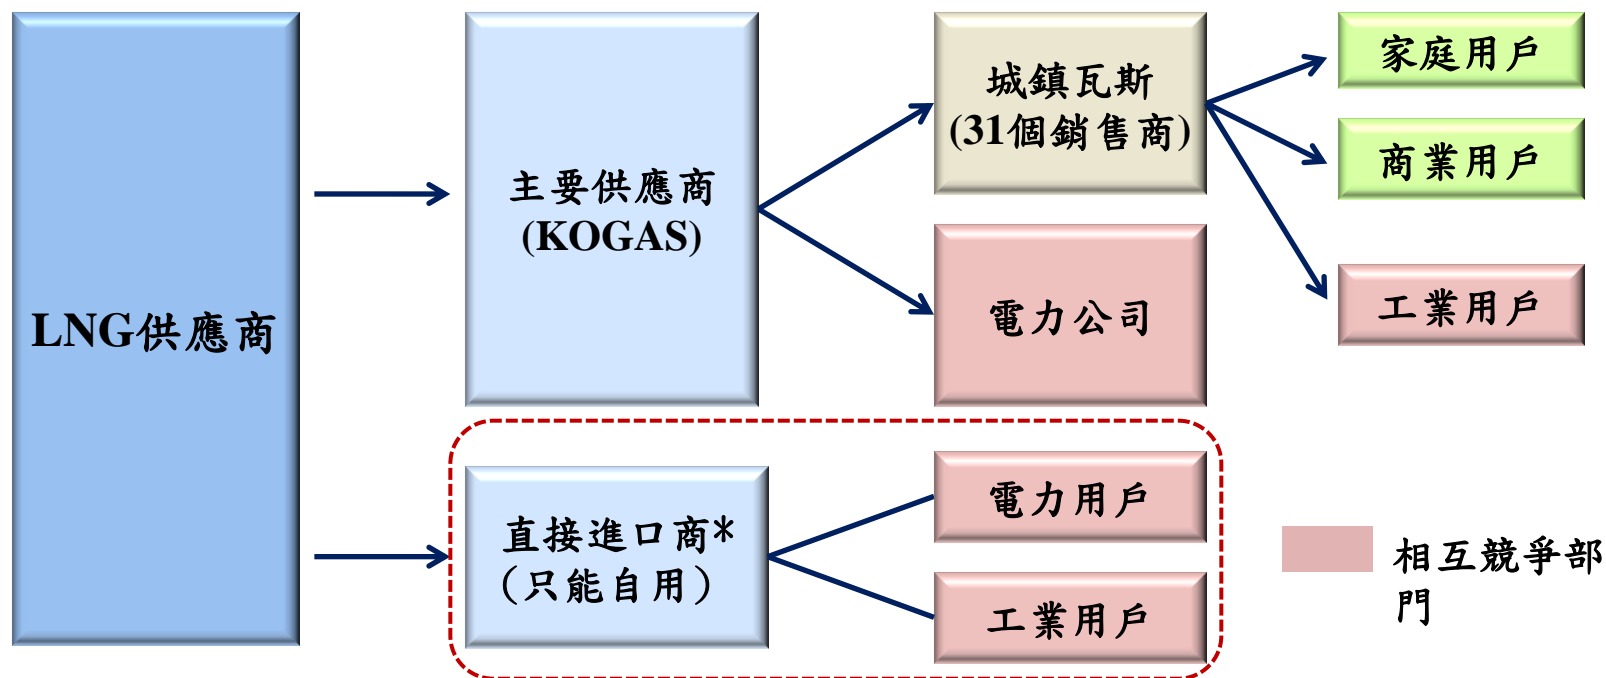 LNG供應商
主要供應商
(KOGAS)
城鎮瓦斯
(31個銷售商)
電力公司
家庭用戶
商業用戶
工業用戶
直接進口商*
(只能自用)
電力用戶
工業用戶
相互競爭部
門